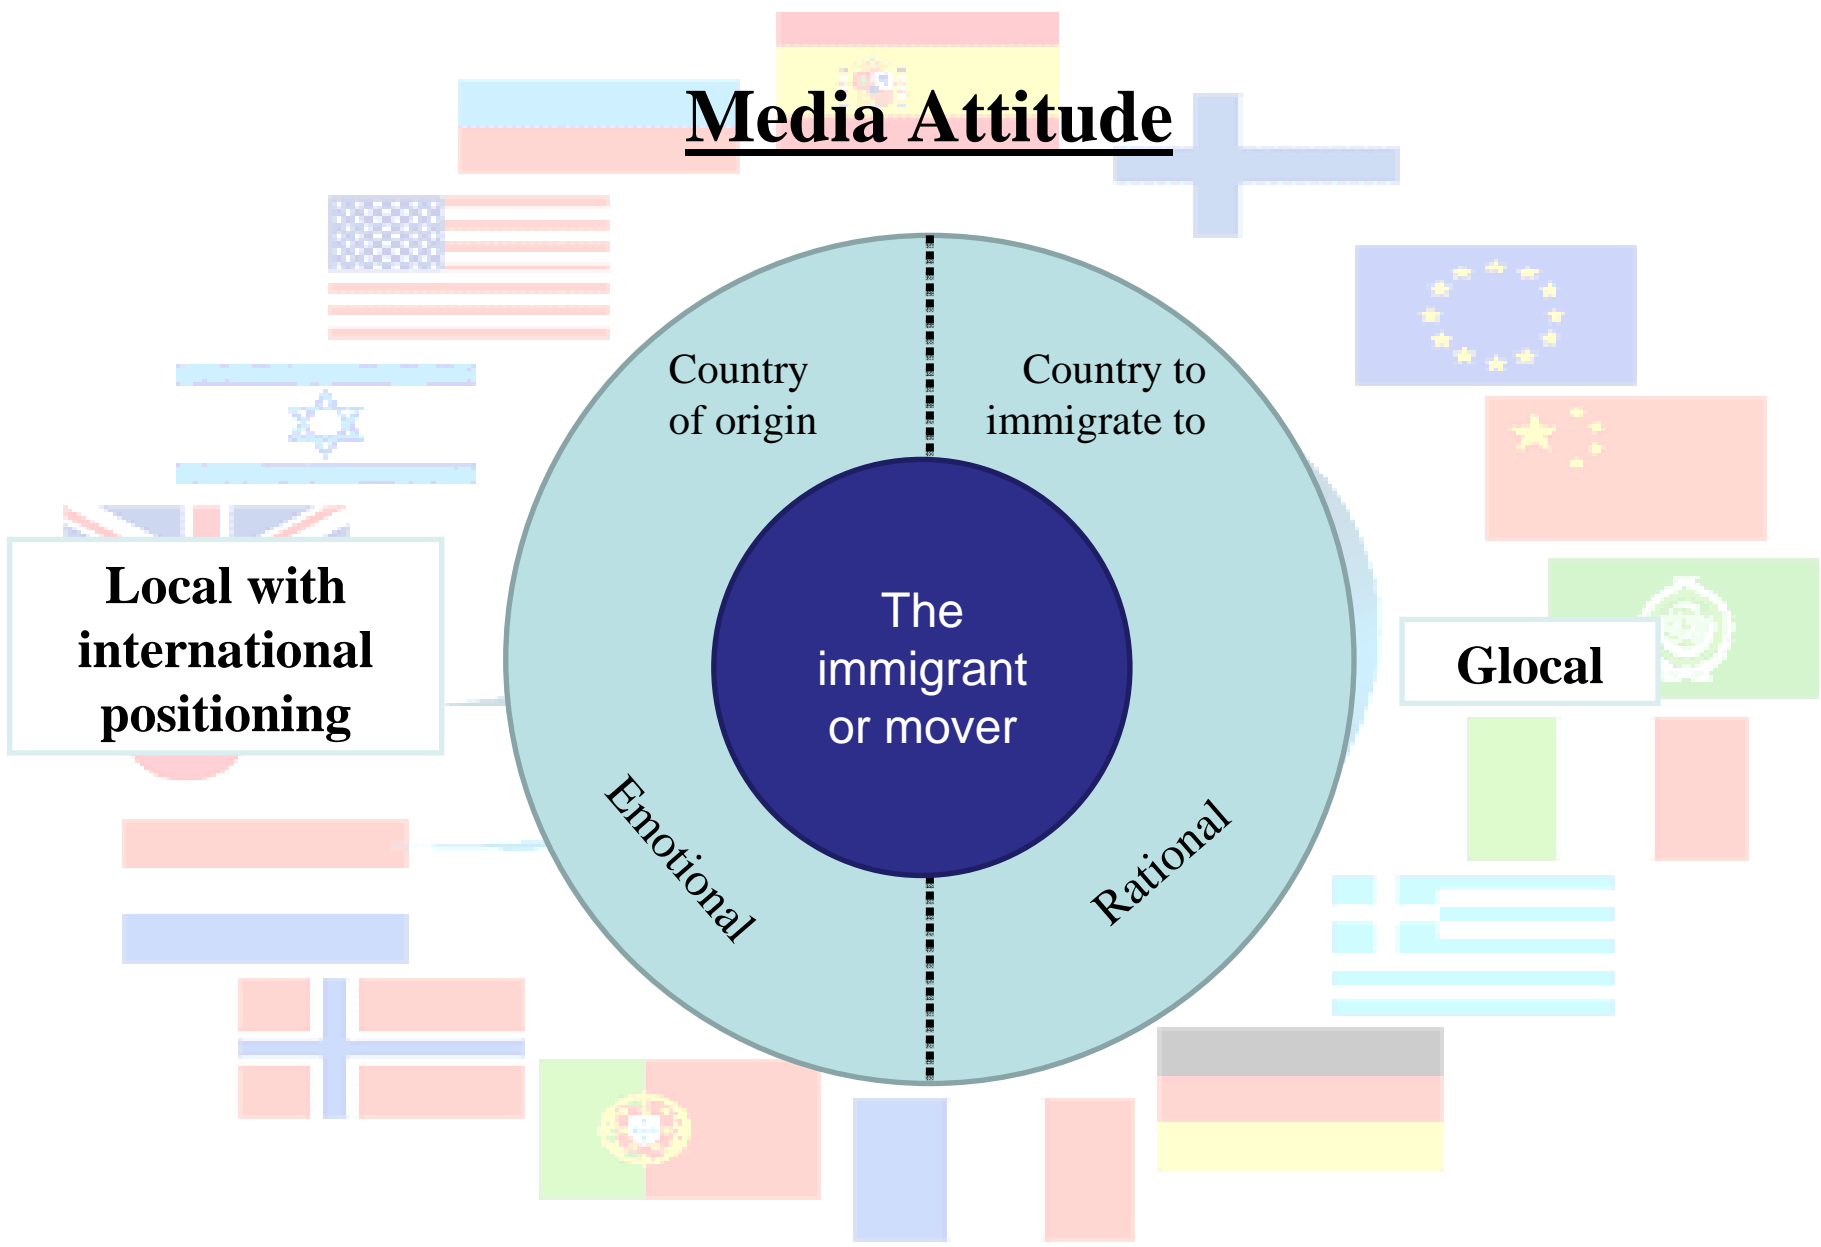 Media Attitude
Country
of origin
Country to
immigrate to
Local with
international
positioning
The
immigrant
or mover
Glocal
Emotional
Rational